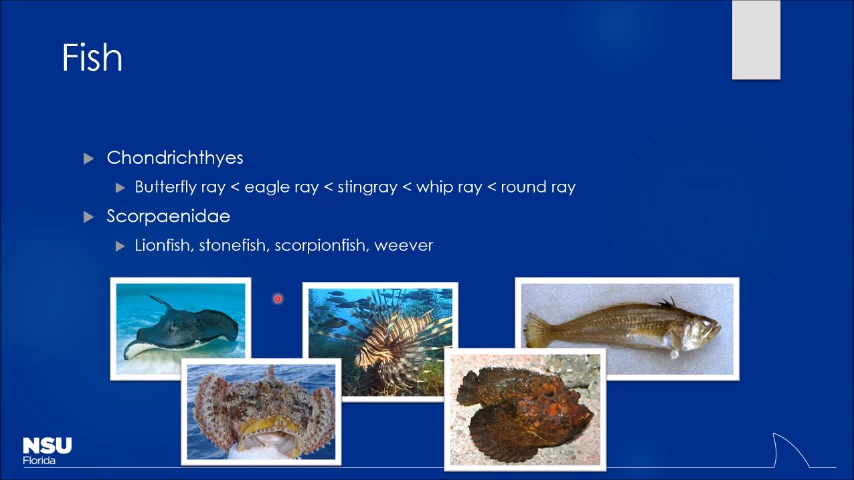 Fish
Chondrichthyes
Butterfly ray < eagle ray < stingray < whip ray < round ray
Scorpaenidae
Lionfish, stonefish, scorpionfish, weever
NSU
Florida